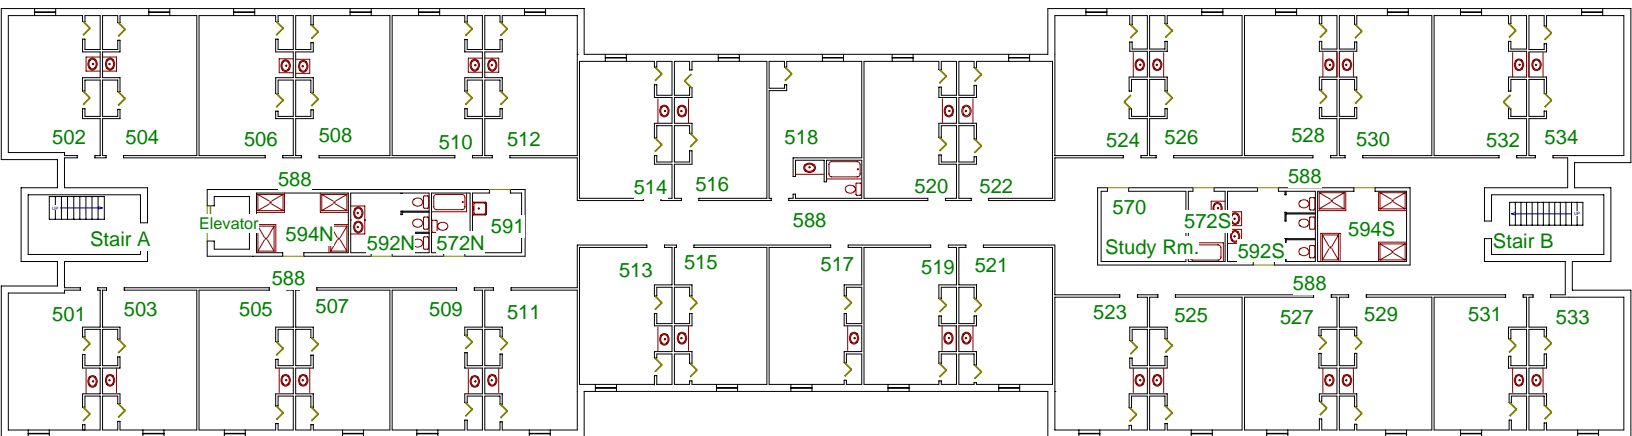 502 504 506 508 510 512
518
524 526 528 530 532 534
514 516 520 522
588 588 588
Elevator 594N 592N 572N 591
Stair A
570 572S 592S 594S
Study Rm.
Stair B
588 588
513 515 517 519 521
501 503 505 507 509 511
523 525 527 529 531 533